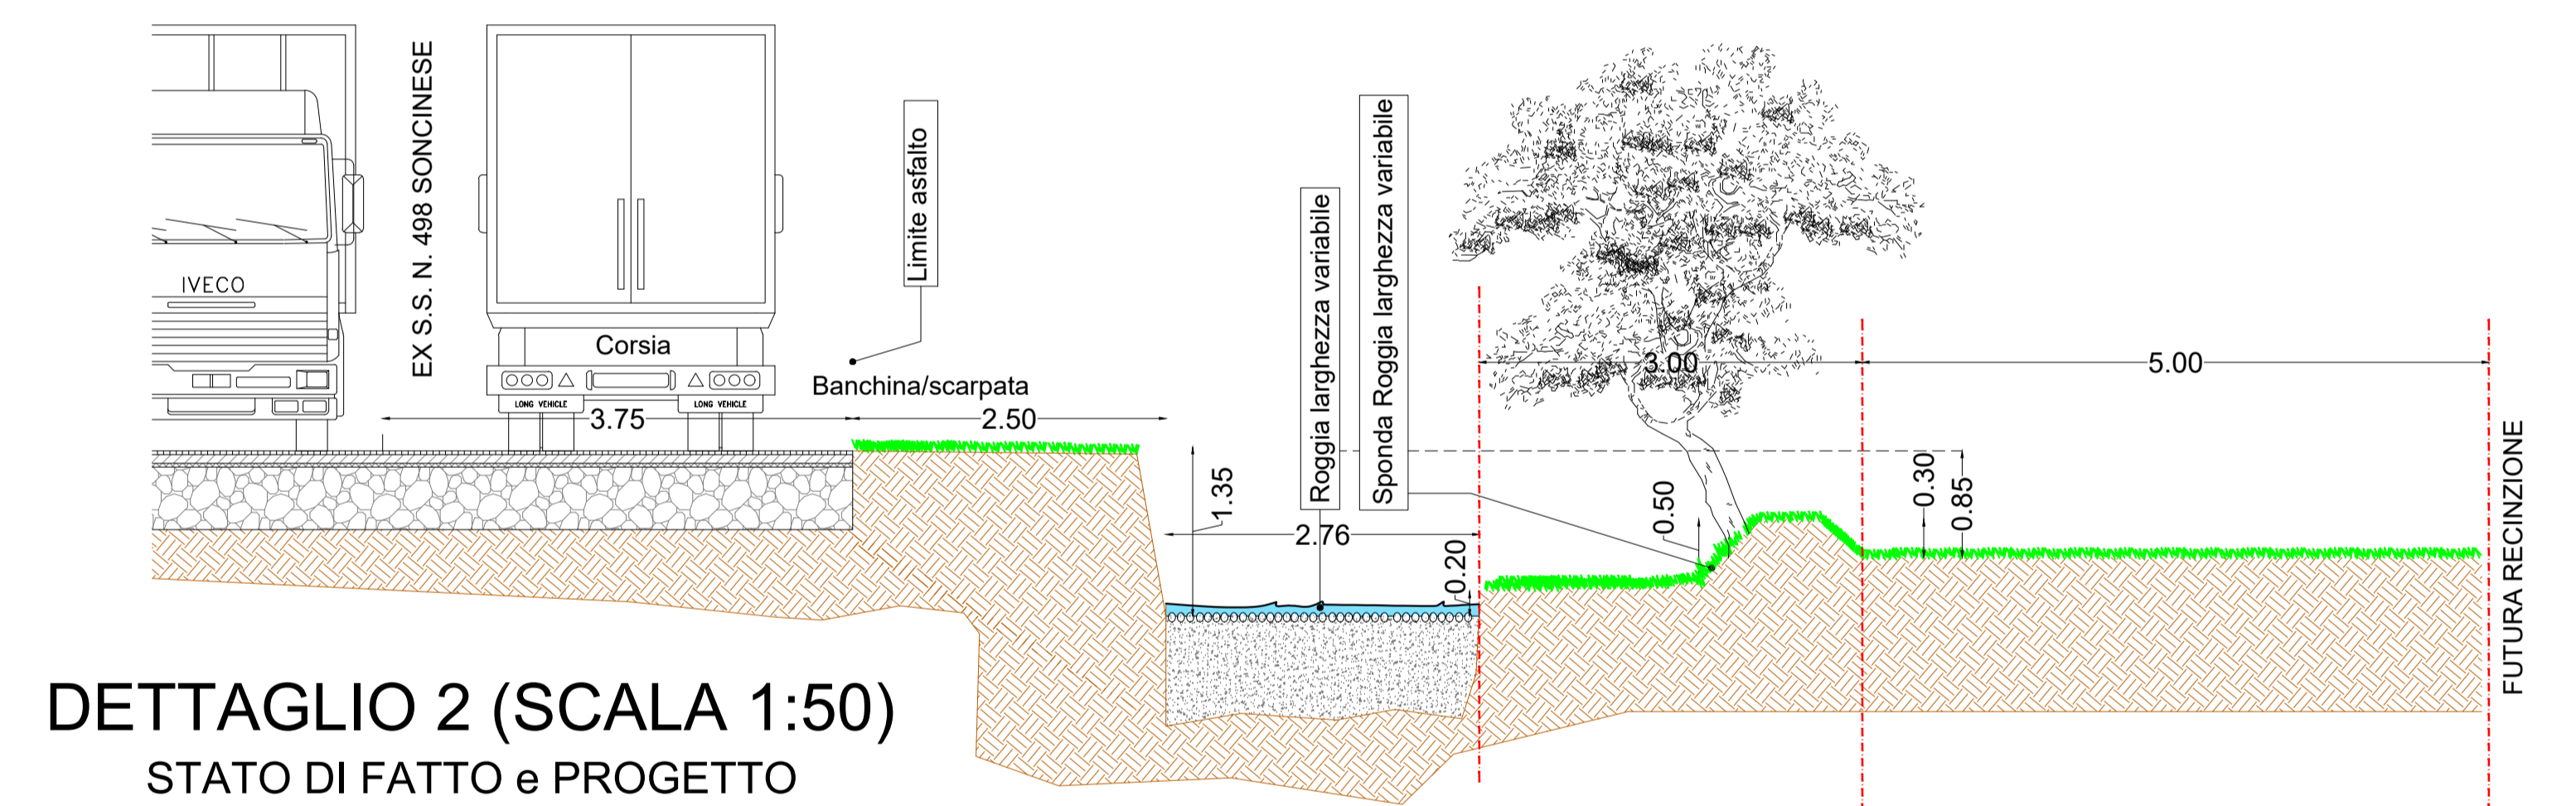 EX S.S. N. 498 SONCINESE
IVECO
Corsia
LONG VEHICLE
LONG VEHICLE
Limite asfalto
Banchina/scarpata
3.75
2.50
Roggia larghezza variabile
Sponda Roggia larghezza variabile
3.00
5.00
1.35
2.76
0.20
0.50
0.30
0.85
FUTURA RECINZIONE
DETTAGLIO 2 (SCALA 1:50)
STATO DI FATTO e PROGETTO